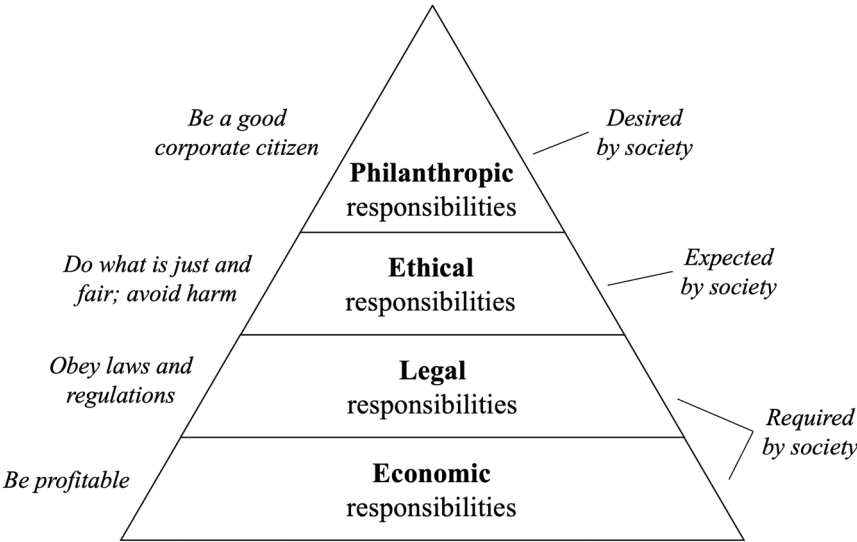 Be a good
corporate citizen
Desired
by society
Philanthropic
responsibilities
Do what is just and
fair; avoid harm
Ethical
responsibilities
Expected
by society
Obey laws and
regulations
Legal
responsibilities
Required
by society
Be profitable
Economic
responsibilities